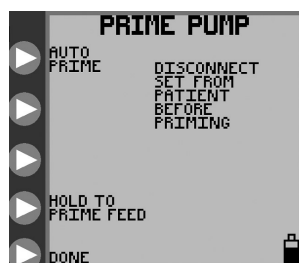 PRIME PUMP
AUTO
PRIME
DISCONNECT
SET FROM
PATIENT
BEFORE
PRIMING
HOLD TO
PRIME FEED
DONE